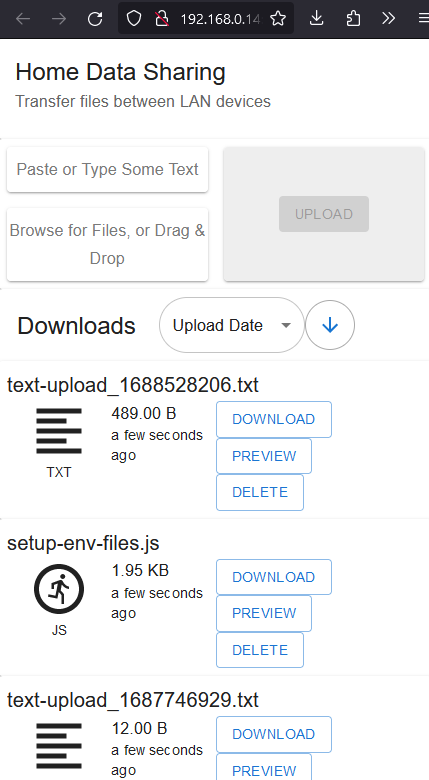 192.168.0.14
Home Data Sharing
Transfer files between LAN devices
Paste or Type Some Text
Browse for Files, or Drag &
Drop
UPLOAD
Downloads
Upload Date
text-upload_1688528206.txt
TXT
489.00 B
a few seconds
ago
DOWNLOAD
PREVIEW
DELETE
setup-env-files.js
JS
1.95 KB
a few seconds
ago
DOWNLOAD
PREVIEW
DELETE
text-upload_1687746929.txt
12.00 B
a few seconds
ago
DOWNLOAD
PREVIEW